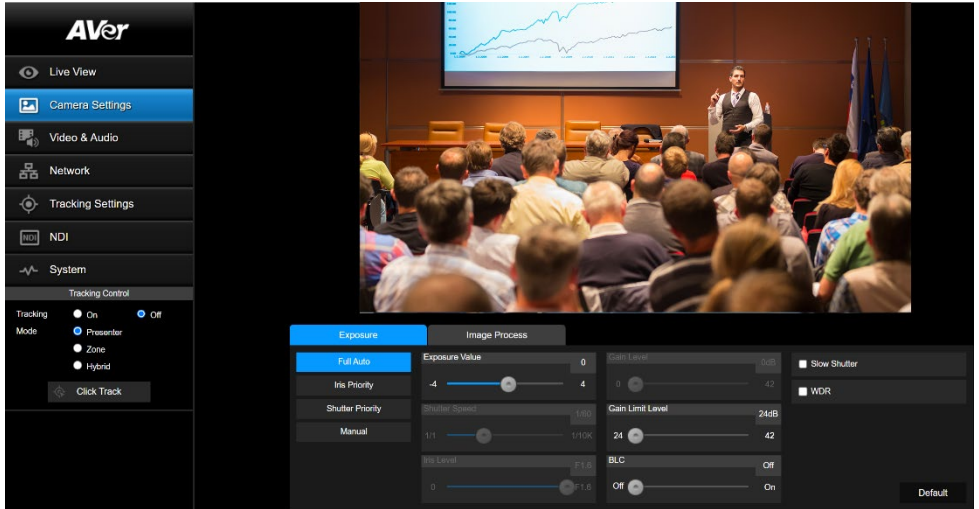 AVer
Live View
Camera Settings
Video & Audio
Network
Tracking Settings
NDI NDI
System
Tracking Control
Tracking On Off
Mode Presenter
Zone
Hybrid
Click Track
Exposure Image Process
Full Auto
Iris Priority
Shutter Priority
Manual
Exposure Value 0
-4 4
Shutter Speed 1/60
1/1 1/10K
Iris Level F1.6
0 F1.6
Gain Level 0dB
0 42
Gain Limit Level 24dB
24 42
BLC Off
Off On
Slow Shutter
WDR
Default